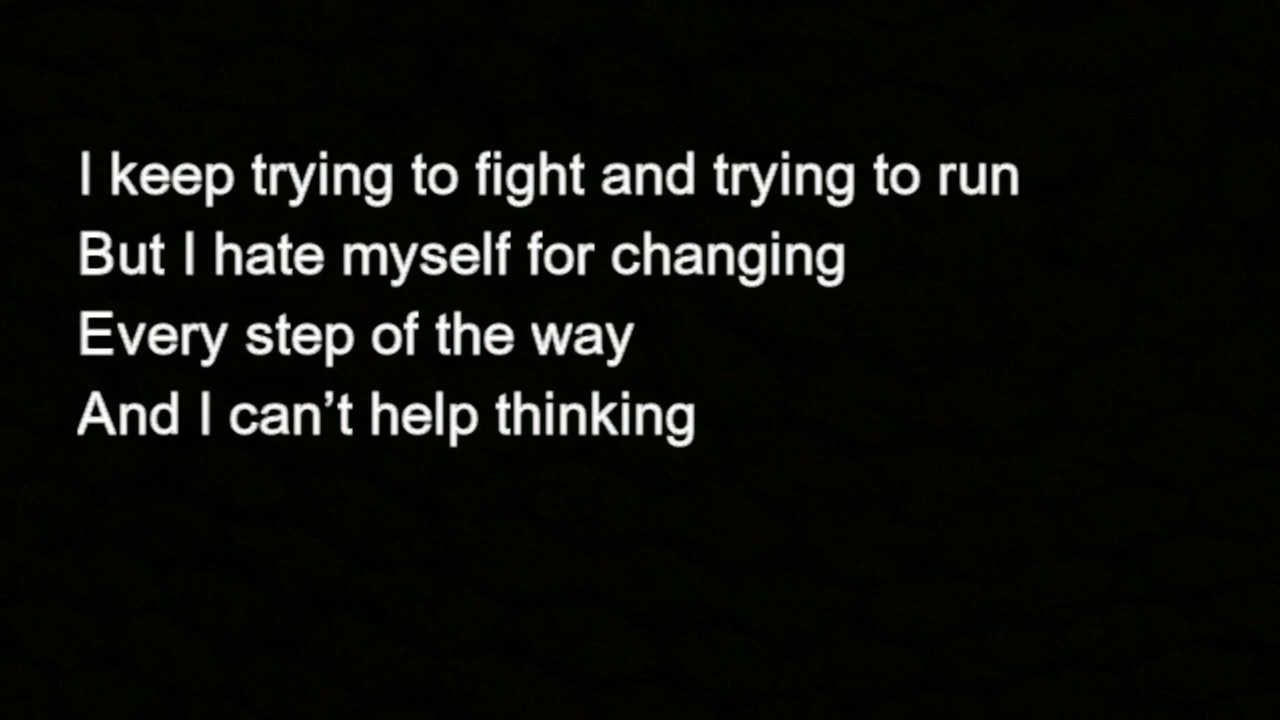 I keep trying to fight and trying to run
But I hate myself for changing
Every step of the way
And I can’t help thinking